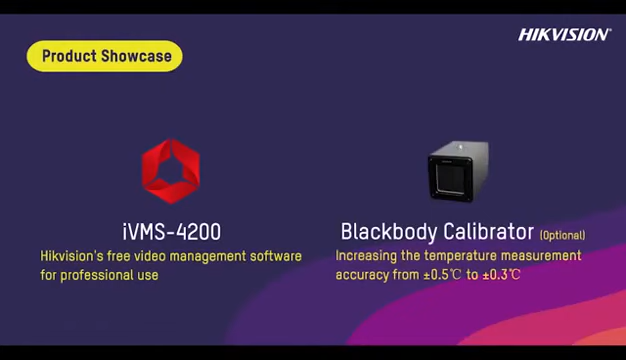 HIKVISION
Product Showcase
iVMS-4200
Hikvision's free video management software
for professional use
Blackbody Calibrator (Optional)
Increasing the temperature measurement
accuracy from ±0.5℃ to ±0.3℃